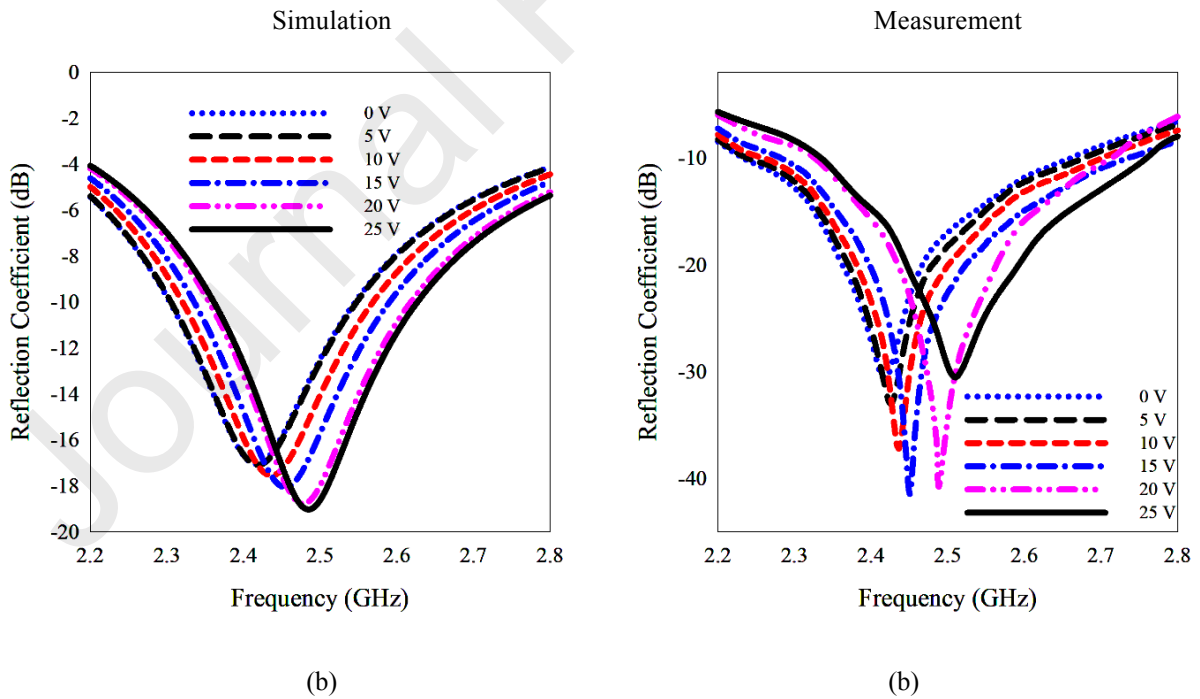 Simulation
Measurement
Journal P
Reflection Coefficient (dB)
0
-2
-4
-6
-8
-10
-12
-14
-16
-18
-20
0 V
5 V
10 V
15 V
20 V
25 V
2.2 2.3 2.4 2.5 2.6 2.7 2.8
Frequency (GHz)
(b)
Reflection Coefficient (dB)
-10
-20
-30
-40
0 V
5 V
10 V
15 V
20 V
25 V
2.2 2.3 2.4 2.5 2.6 2.7 2.8
Frequency (GHz)
(b)